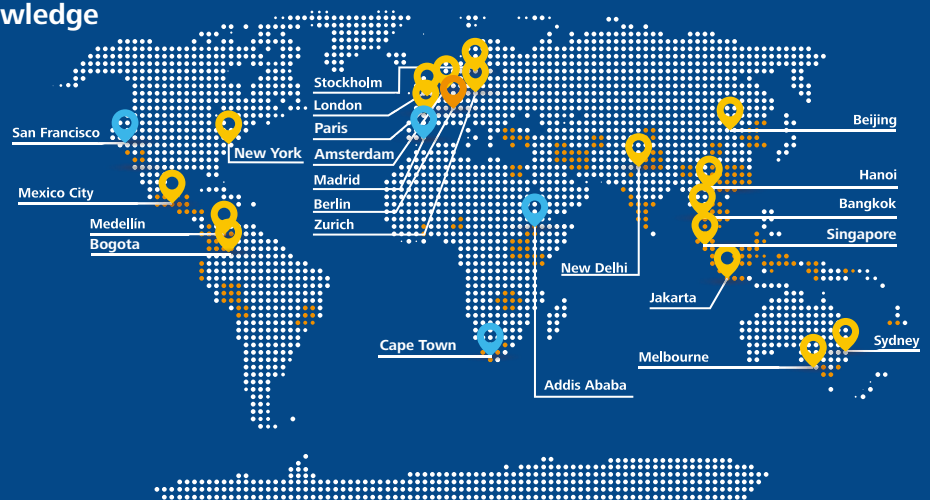 wledge
Stockholm
London
Paris
Amsterdam
Madrid
Berlin
Zurich
San Francisco
New York
Mexico City
Medellín
Bogota
Beijing
Hanoi
Bangkok
Singapore
New Delhi
Jakarta
Cape Town
Addis Ababa
Melbourne
Sydney